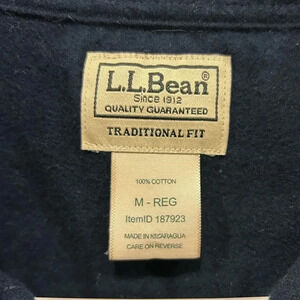 L.L.Bean®
Since 1912
QUALITY GUARANTEED
TRADITIONAL FIT
100% COTTON
M - REG
ItemID 187923
MADE IN NICARAGUA
CARE ON REVERSE